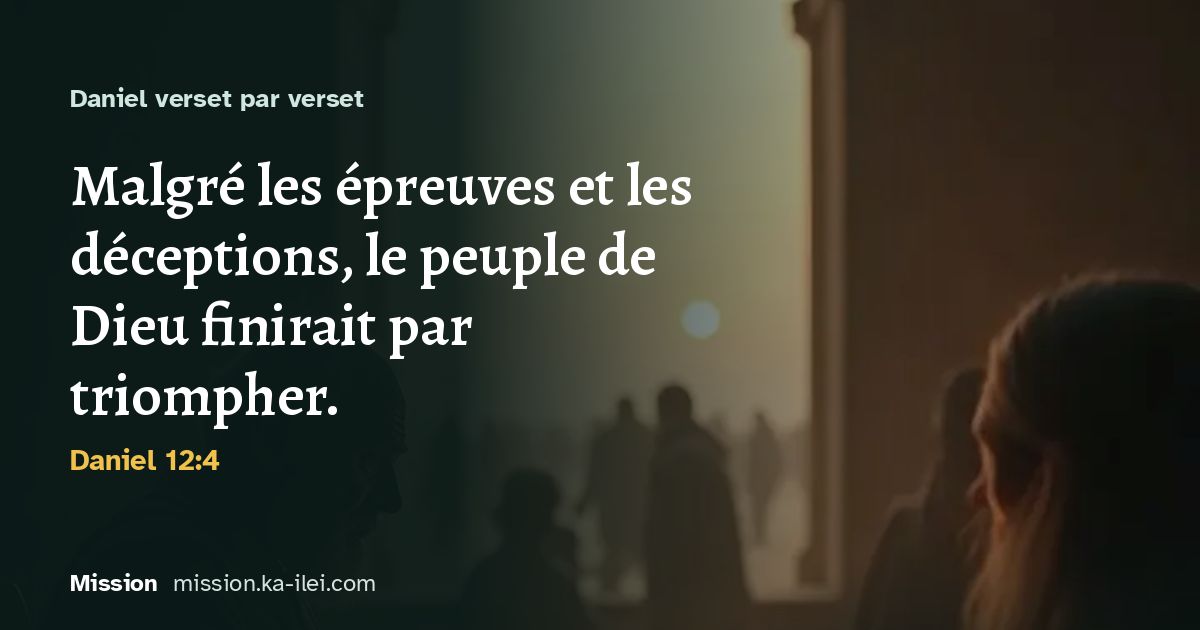 Daniel verset par verset
Malgré les épreuves et les
déceptions, le peuple de
Dieu finirait par
triompher.
Daniel 12:4
Mission mission.ka-ilei.com